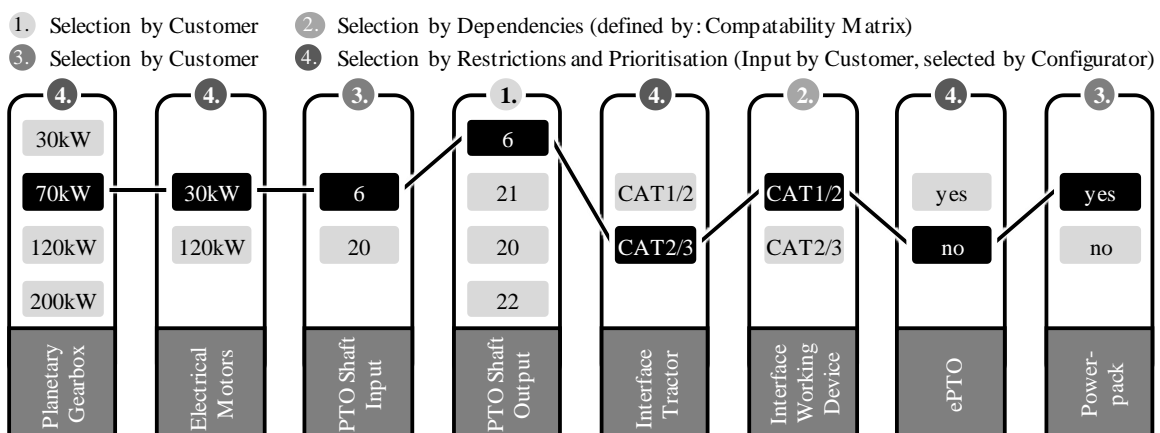 1. Selection by Customer
2. Selection by Dependencies (defined by: Compatability Matrix)
3. Selection by Customer
4. Selection by Restrictions and Prioritisation (Input by Customer, selected by Configurator)
4.
30kW
70kW
120kW
200kW
Planetary
Gearbox
4.
30kW
120kW
Electrical
Motors
3.
6
20
PTO Shaft
Input
1.
6
21
20
22
PTO Shaft
Output
4.
CAT1/2
CAT2/3
Interface
Tractor
2.
CAT1/2
CAT2/3
Interface
Working
Device
4.
yes
no
ePTO
3.
yes
no
Power-
pack